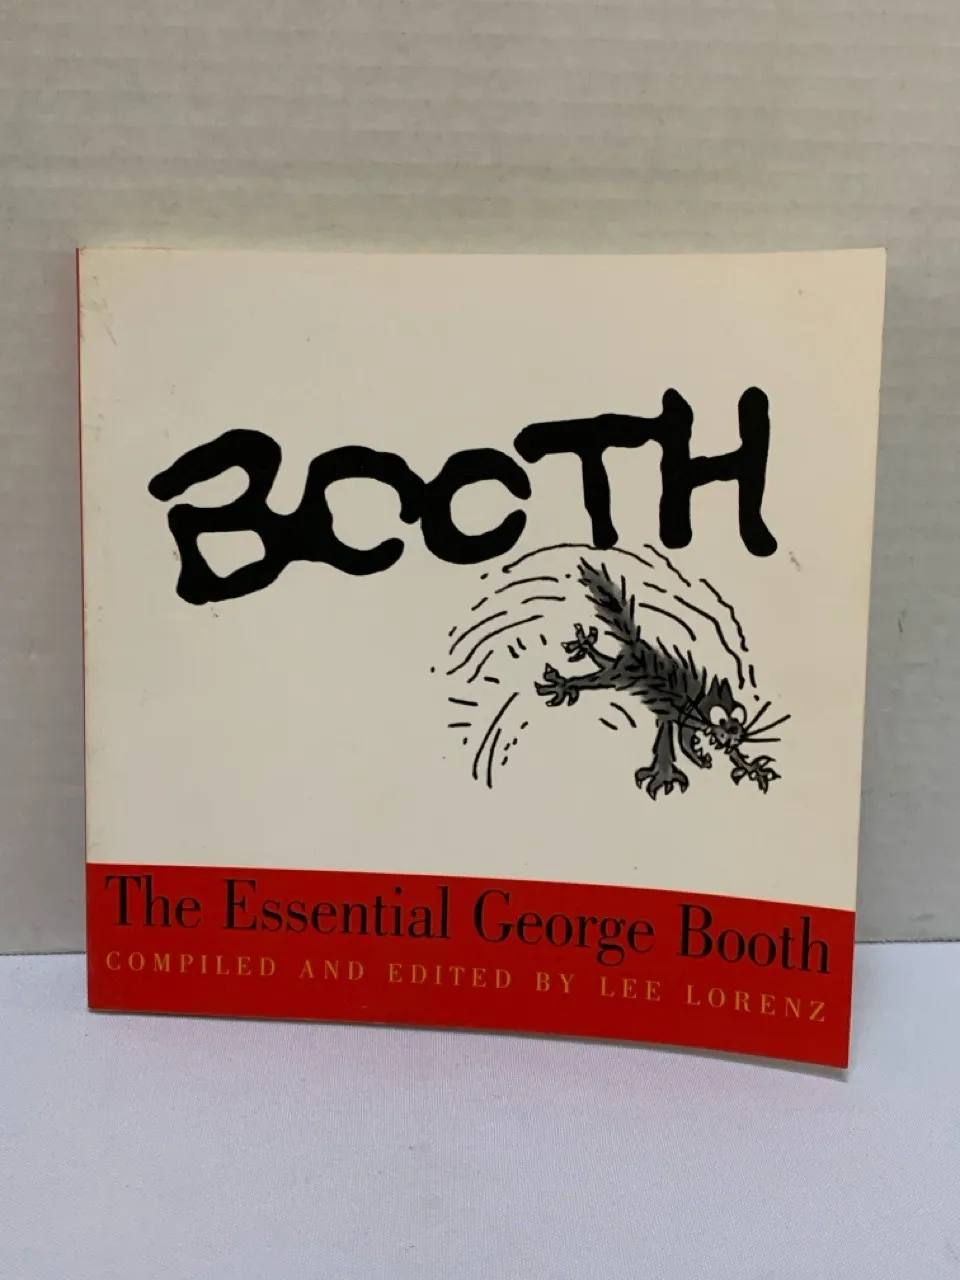 BOOTH
The Essential George Booth
COMPILED AND EDITED BY LEE LORENZ